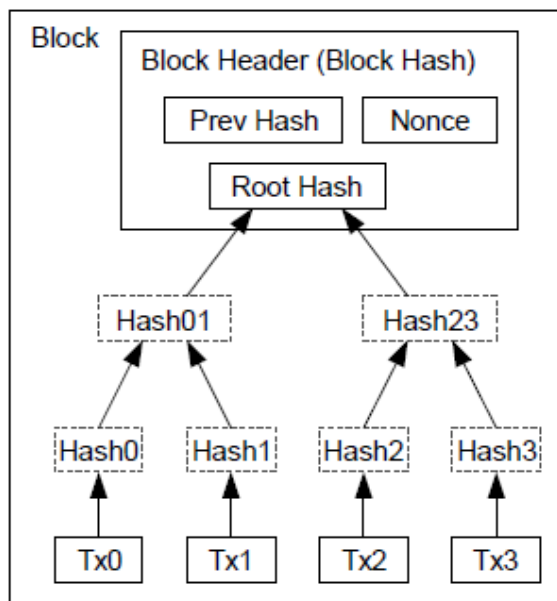 Block
Block Header (Block Hash)
Prev Hash Nonce
Root Hash
Hash01 Hash23
Hash0 Hash1 Hash2 Hash3
Tx0 Tx1 Tx2 Tx3